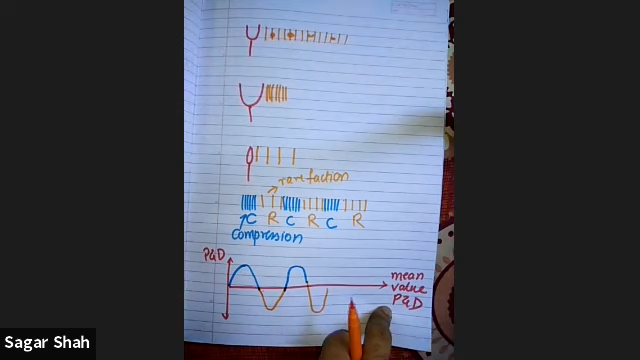 rarefaction
C R C R C R
compression
P&D
mean
value
P&D
Sagar Shah